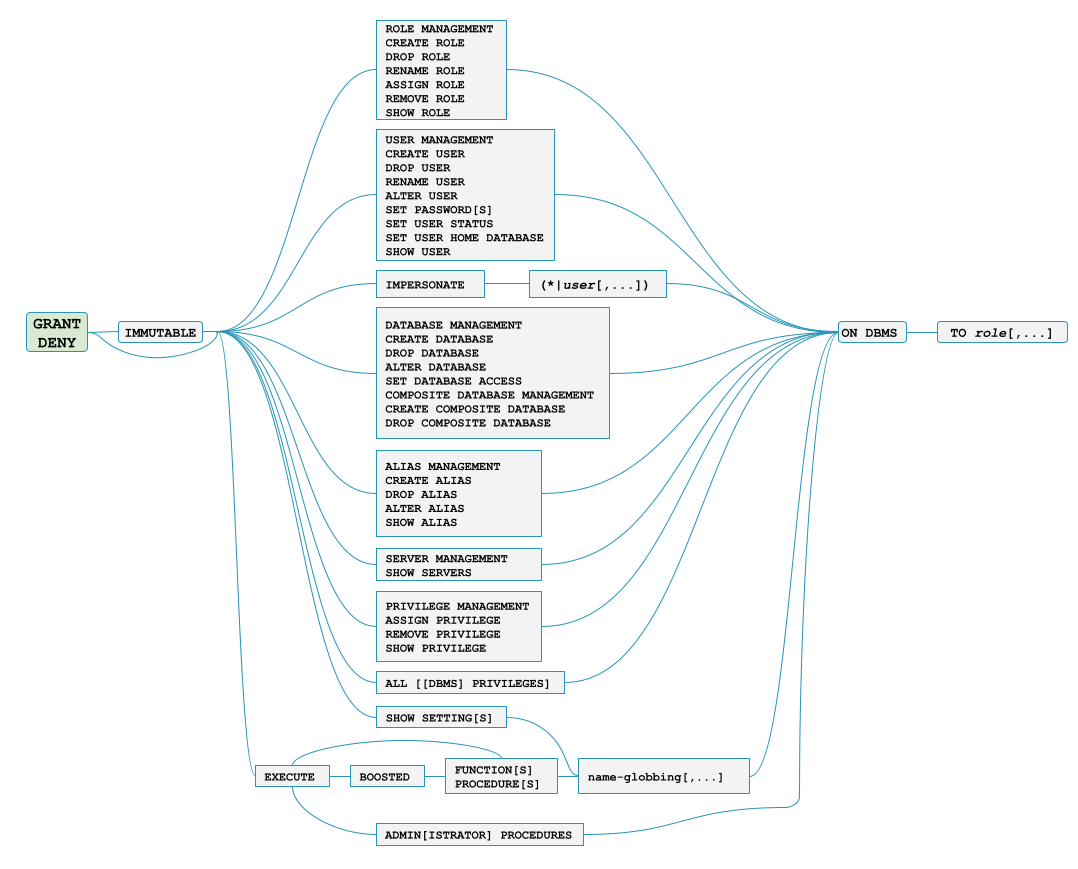 GRANT
DENY
IMMUTABLE
ROLE MANAGEMENT
CREATE ROLE
DROP ROLE
RENAME ROLE
ASSIGN ROLE
REMOVE ROLE
SHOW ROLE
USER MANAGEMENT
CREATE USER
DROP USER
RENAME USER
ALTER USER
SET PASSWORD[S]
SET USER STATUS
SET USER HOME DATABASE
SHOW USER
IMPERSONATE
(*|user[,...])
DATABASE MANAGEMENT
CREATE DATABASE
DROP DATABASE
ALTER DATABASE
SET DATABASE ACCESS
COMPOSITE DATABASE MANAGEMENT
CREATE COMPOSITE DATABASE
DROP COMPOSITE DATABASE
ALIAS MANAGEMENT
CREATE ALIAS
DROP ALIAS
ALTER ALIAS
SHOW ALIAS
SERVER MANAGEMENT
SHOW SERVERS
PRIVILEGE MANAGEMENT
ASSIGN PRIVILEGE
REMOVE PRIVILEGE
SHOW PRIVILEGE
ALL [[DBMS] PRIVILEGES]
SHOW SETTING[S]
EXECUTE
BOOSTED
FUNCTION[S]
PROCEDURE[S]
name-globbing[,...]
ADMIN[ISTRATOR] PROCEDURES
ON DBMS
TO role[,...]